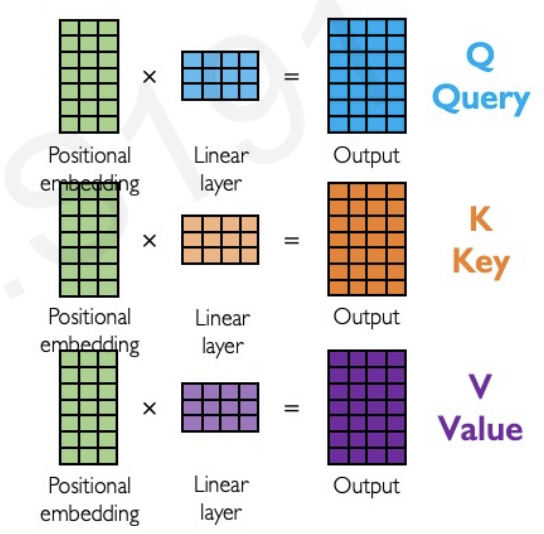 × = Q
Query
Positional Linear Output
embedding layer
× = K
Key
Positional Linear Output
embedding layer
× = V
Value
Positional Linear Output
embedding layer